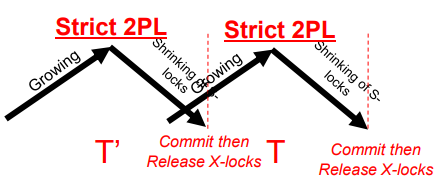 Strict 2PL
Strict 2PL
Growing
Shrinking of S-
locks
Growing
Shrinking of S-
locks
T’
Commit then
Release X-locks
T
Commit then
Release X-locks